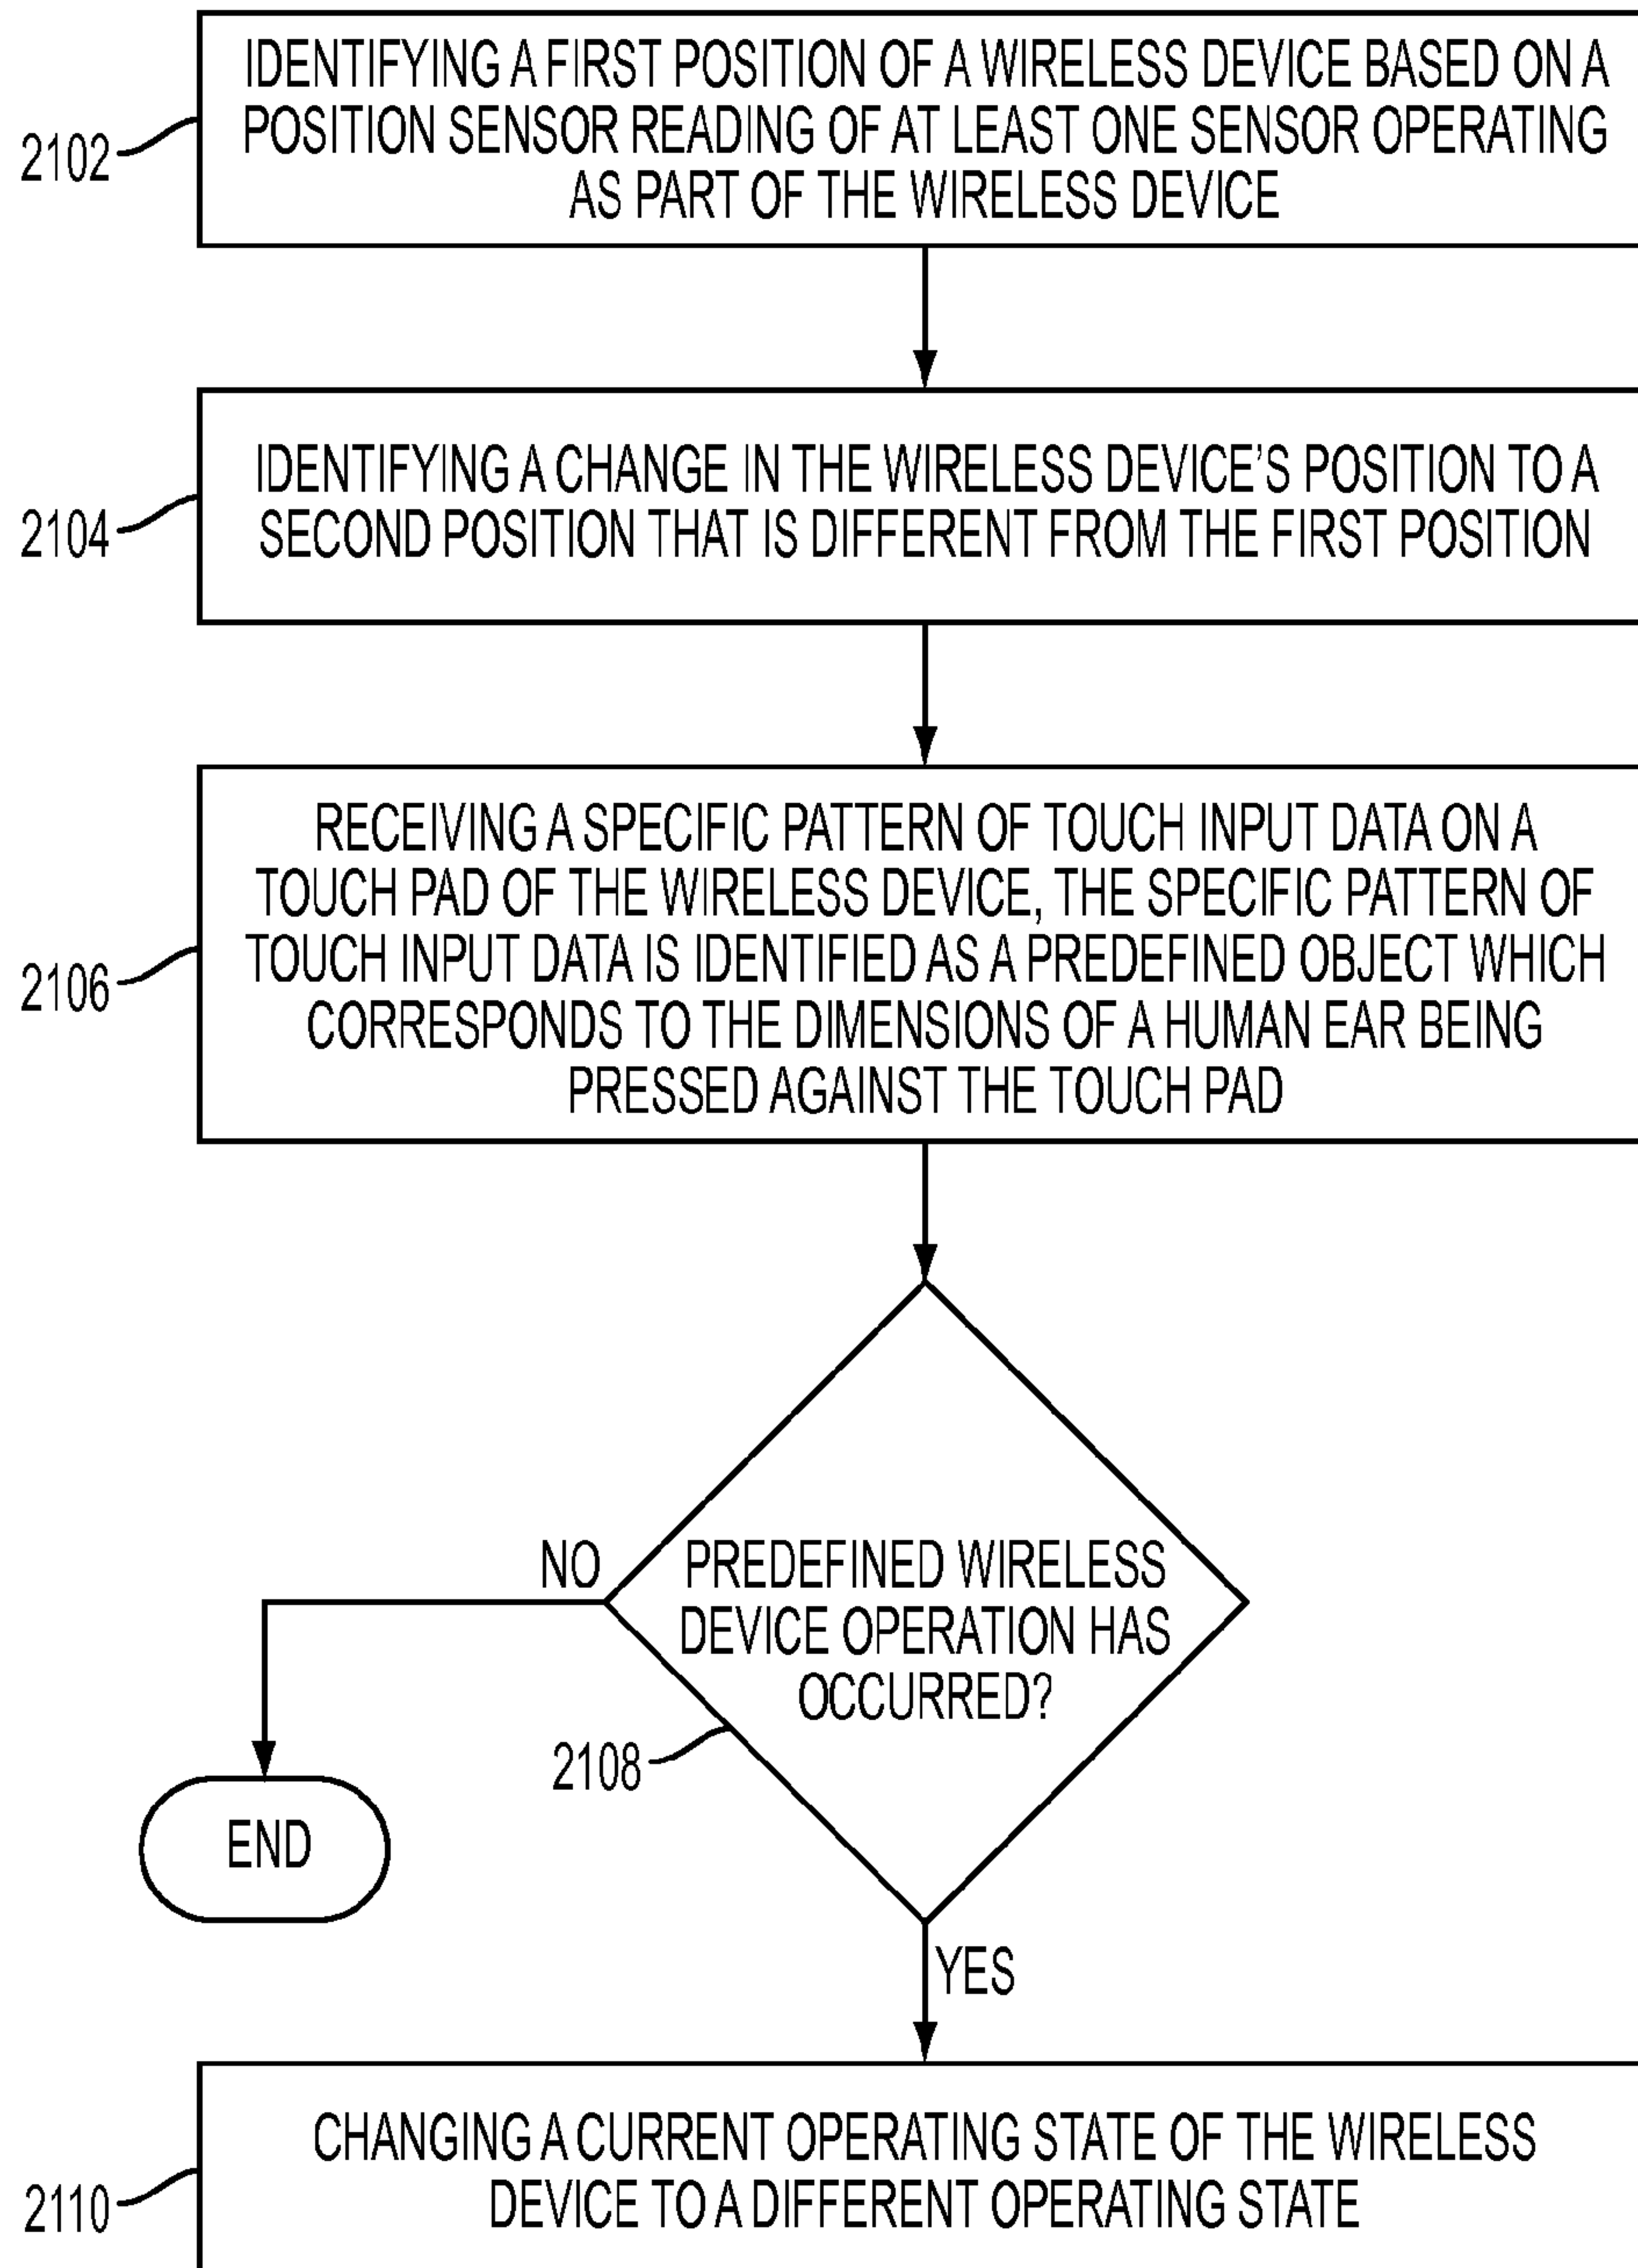 IDENTIFYING A FIRST POSITION OF A WIRELESS DEVICE BASED ON A
POSITION SENSOR READING OF AT LEAST ONE SENSOR OPERATING
AS PART OF THE WIRELESS DEVICE
2102
IDENTIFYING A CHANGE IN THE WIRELESS DEVICE'S POSITION TO A
SECOND POSITION THAT IS DIFFERENT FROM THE FIRST POSITION
2104
RECEIVING A SPECIFIC PATTERN OF TOUCH INPUT DATA ON A
TOUCH PAD OF THE WIRELESS DEVICE, THE SPECIFIC PATTERN OF
TOUCH INPUT DATA IS IDENTIFIED AS A PREDEFINED OBJECT WHICH
CORRESPONDS TO THE DIMENSIONS OF A HUMAN EAR BEING
PRESSED AGAINST THE TOUCH PAD
2106
NO
PREDEFINED WIRELESS
DEVICE OPERATION HAS
OCCURRED?
2108
END
YES
CHANGING A CURRENT OPERATING STATE OF THE WIRELESS
DEVICE TO A DIFFERENT OPERATING STATE
2110